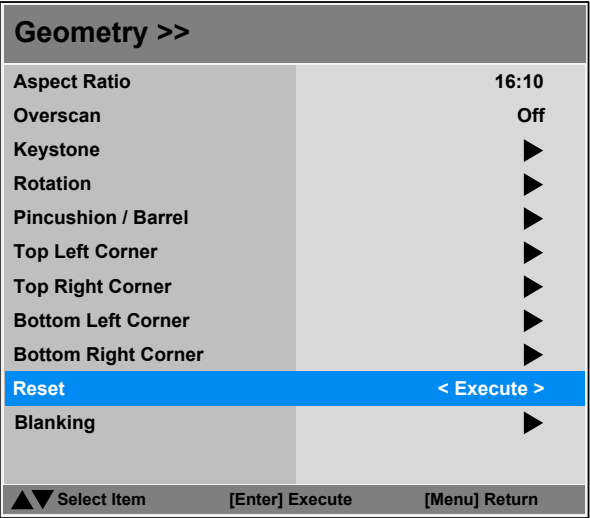 Geometry >>
Aspect Ratio 16:10
Overscan Off
Keystone
Rotation
Pincushion / Barrel
Top Left Corner
Top Right Corner
Bottom Left Corner
Bottom Right Corner
Reset < Execute >
Blanking
Select Item [Enter] Execute [Menu] Return